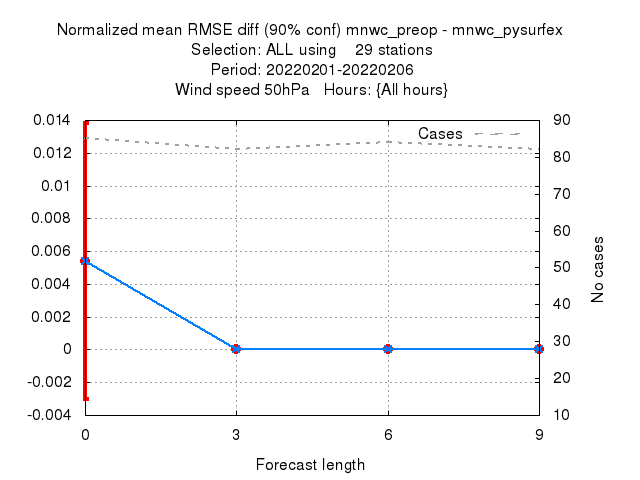 Normalized mean RMSE diff (90% conf) mnwc_preop - mnwc_pysurfex
Selection: ALL using    29 stations
Period: 20220201-20220206
Wind speed 50hPa   Hours: {All hours}
0.014
0.012
0.01
0.008
0.006
0.004
0.002
0
-0.002
-0.004
Cases
90
80
70
60
50
40
30
20
10
No cases
0 3 6 9
Forecast length